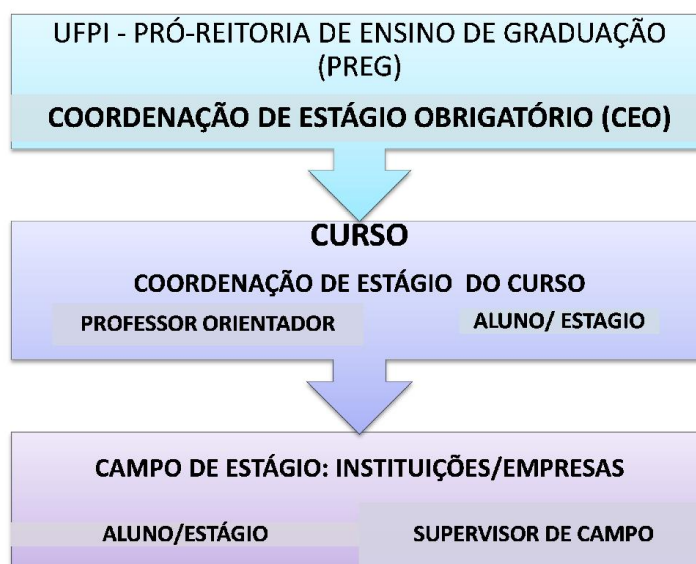 UFPI - PRÓ-REITORIA DE ENSINO DE GRADUAÇÃO
(PREG)
COORDENAÇÃO DE ESTÁGIO OBRIGATÓRIO (CEO)
CURSO
COORDENAÇÃO DE ESTÁGIO DO CURSO
PROFESSOR ORIENTADOR
ALUNO/ ESTAGIO
CAMPO DE ESTÁGIO: INSTITUIÇÕES/EMPRESAS
ALUNO/ESTÁGIO
SUPERVISOR DE CAMPO